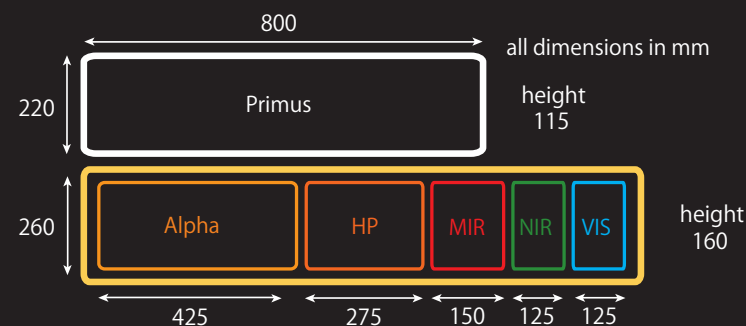 800
all dimensions in mm
220
Primus
height
115
260
Alpha
HP
MIR
NIR
VIS
height
160
425
275
150
125
125